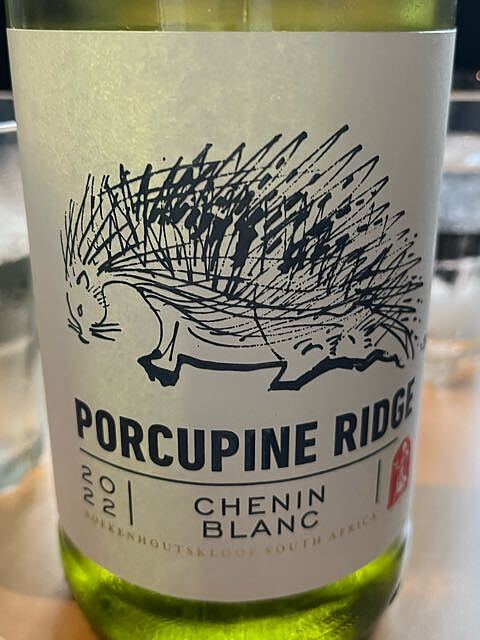 PORCUPINE RIDGE
2022
CHENIN
BLANC
BOEKENHOUTSKLOOF SOUTH AFRICA